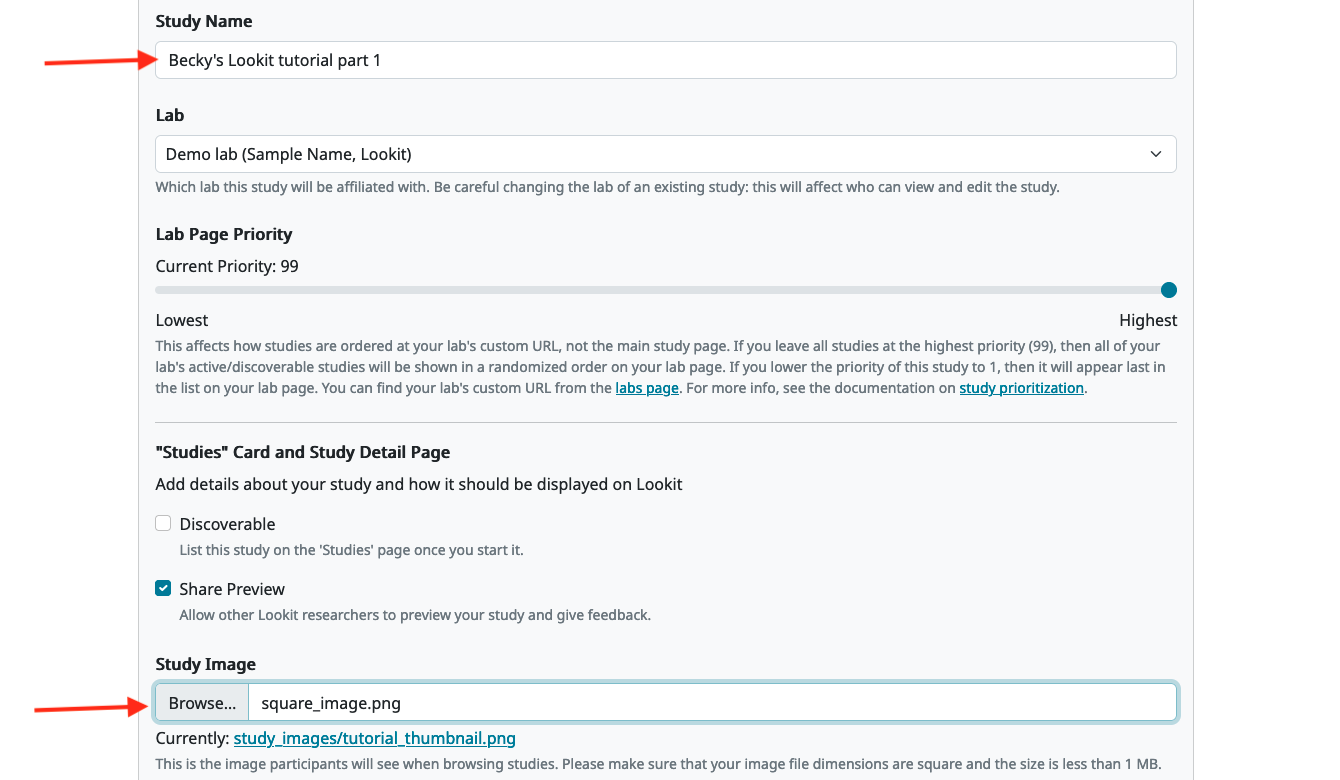 Study Name
Becky's Lookit tutorial part 1
Lab
Demo lab (Sample Name, Lookit)
Which lab this study will be affiliated with. Be careful changing the lab of an existing study: this will affect who can view and edit the study.
Lab Page Priority
Current Priority: 99
Lowest
Highest
This affects how studies are ordered at your lab's custom URL, not the main study page. If you leave all studies at the highest priority (99), then all of your
lab's active/discoverable studies will be shown in a randomized order on your lab page. If you lower the priority of this study to 1, then it will appear last in
the list on your lab page. You can find your lab's custom URL from the labs page. For more info, see the documentation on study prioritization.
"Studies" Card and Study Detail Page
Add details about your study and how it should be displayed on Lookit
Discoverable
List this study on the 'Studies' page once you start it.
Share Preview
Allow other Lookit researchers to preview your study and give feedback.
Study Image
Browse... square_image.png
Currently: study_images/tutorial_thumbnail.png
This is the image participants will see when browsing studies. Please make sure that your image file dimensions are square and the size is less than 1 MB.